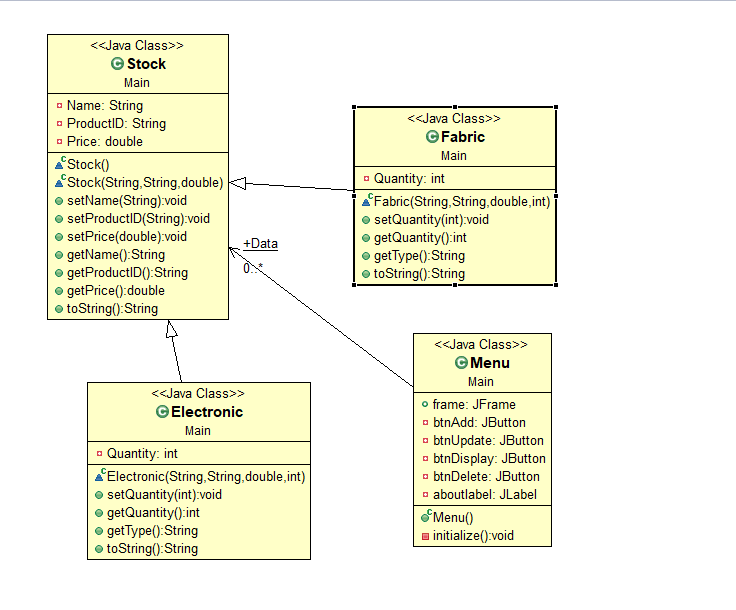 <<Java Class>>
Stock
Main
Name: String
ProductID: String
Price: double
Stock()
Stock(String,String,double)
setName(String):void
setProductID(String):void
setPrice(double):void
getName():String
getProductID():String
getPrice():double
toString():String
<<Java Class>>
Fabric
Main
Quantity: int
Fabric(String,String,double,int)
setQuantity(int):void
getQuantity():int
getType():String
toString():String
+Data
0..*
<<Java Class>>
Electronic
Main
Quantity: int
Electronic(String,String,double,int)
setQuantity(int):void
getQuantity():int
getType():String
toString():String
<<Java Class>>
Menu
Main
frame: JFrame
btnAdd: JButton
btnUpdate: JButton
btnDisplay: JButton
btnDelete: JButton
aboutlabel: JLabel
Menu()
initialize():void